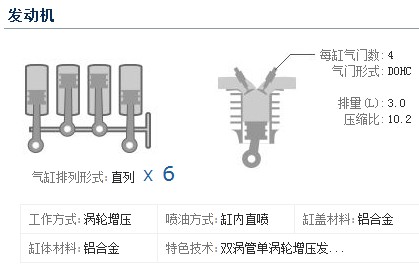 发动机
每缸气门数: 4
气门形式: DOHC
排量(L): 3.0
压缩比: 10.2
气缸排列形式: 直列 X 6
工作方式: 涡轮增压 喷油方式: 缸内直喷 缸盖材料: 铝合金
缸体材料: 铝合金 特色技术: 双涡管单涡轮增压发...